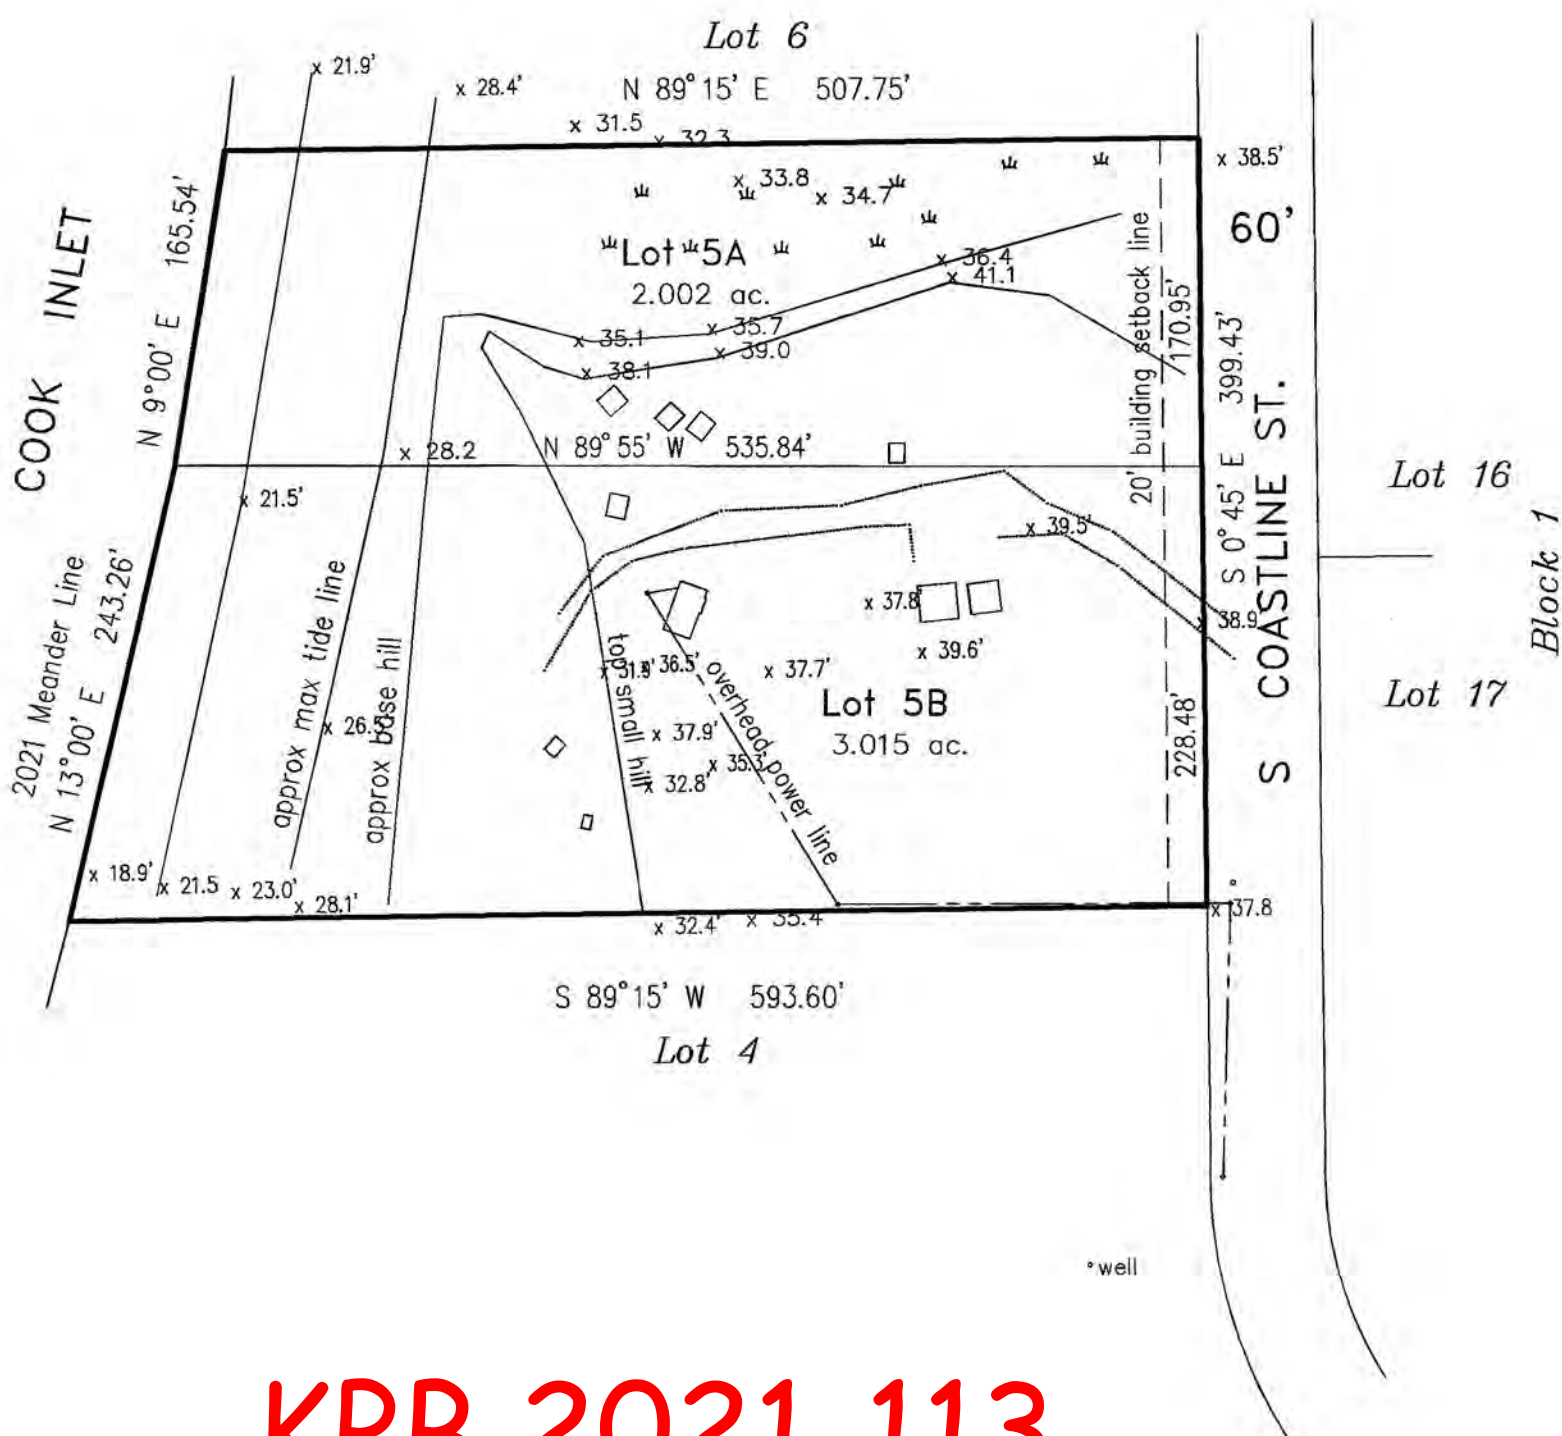 Lot 6
N 89°15' E 507.75'
x 21.9'
x 28.4'
x 31.5
x 32.3
x 38.5'
x 33.8
x 34.7
60'
COOK INLET
N 9°00' E 165.54'
Lot 5A
2.002 ac.
x 36.4
x 41.1
x 35.1
x 35.7
x 39.0
x 38.1
20' building setback line
170.95'
S 0°45' E 399.43'
S COASTLINE ST.
x 28.2
N 89°55' W 535.84'
x 21.5'
x 39.5'
Lot 16
Block 1
Lot 17
2021 Meander Line
N 13°00' E 243.26'
approx max tide line
approx base hill
x 26.5
top small hill
x 31.9'
x 36.5'
overhead power line
x 37.7'
x 37.8'
x 39.6'
x 38.9
Lot 5B
3.015 ac.
x 37.9'
x 35.3
x 32.8'
228.48'
x 18.9'
x 21.5
x 23.0'
x 28.1'
x 32.4'
x 35.4
x 37.8
S 89°15' W 593.60'
Lot 4
well
KPB 2021-113